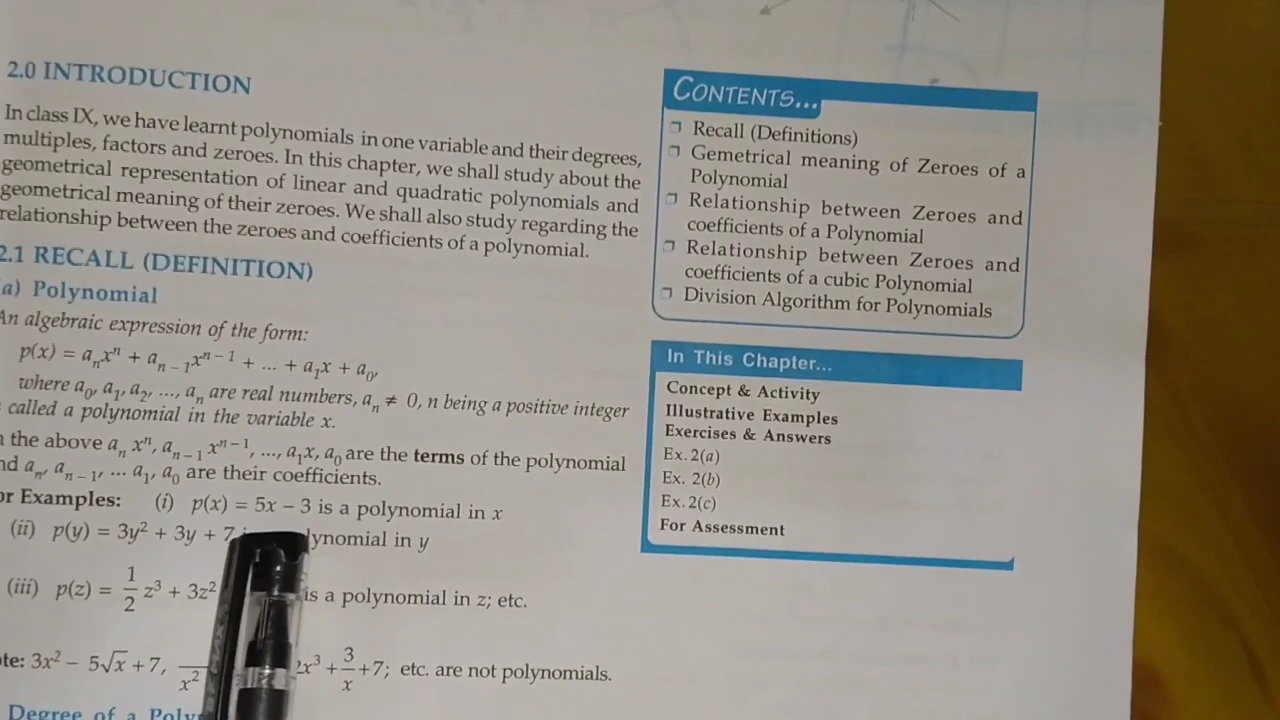 2.0 INTRODUCTION
In class IX, we have learnt polynomials in one variable and their degrees,
multiples, factors and zeroes. In this chapter, we shall study about the
geometrical representation of linear and quadratic polynomials and
geometrical meaning of their zeroes. We shall also study regarding the
relationship between the zeroes and coefficients of a polynomial.
2.1 RECALL (DEFINITION)
(a) Polynomial
An algebraic expression of the form:
p(x) = aₙxⁿ + aₙ₋₁xⁿ⁻¹ + ... + a₁x + a₀,
where a₀, a₁, a₂, ..., aₙ are real numbers, aₙ ≠ 0, n being a positive integer
called a polynomial in the variable x.
the above aₙ xⁿ, aₙ₋₁ xⁿ⁻¹, ..., a₁x, a₀ are the terms of the polynomial
nd aₙ, aₙ₋₁, ... a₁, a₀ are their coefficients.
or Examples: (i) p(x) = 5x − 3 is a polynomial in x
(ii) p(y) = 3y² + 3y + 7 lynomial in y
(iii) p(z) = 1/2 z³ + 3z² is a polynomial in z; etc.
te: 3x² − 5√x + 7, x² 2x³ + 3/x + 7; etc. are not polynomials.
Degree of a Poly
CONTENTS...
❒ Recall (Definitions)
❒ Gemetrical meaning of Zeroes of a
Polynomial
❒ Relationship between Zeroes and
coefficients of a Polynomial
❒ Relationship between Zeroes and
coefficients of a cubic Polynomial
❒ Division Algorithm for Polynomials
In This Chapter...
Concept & Activity
Illustrative Examples
Exercises & Answers
Ex. 2(a)
Ex. 2(b)
Ex. 2(c)
For Assessment